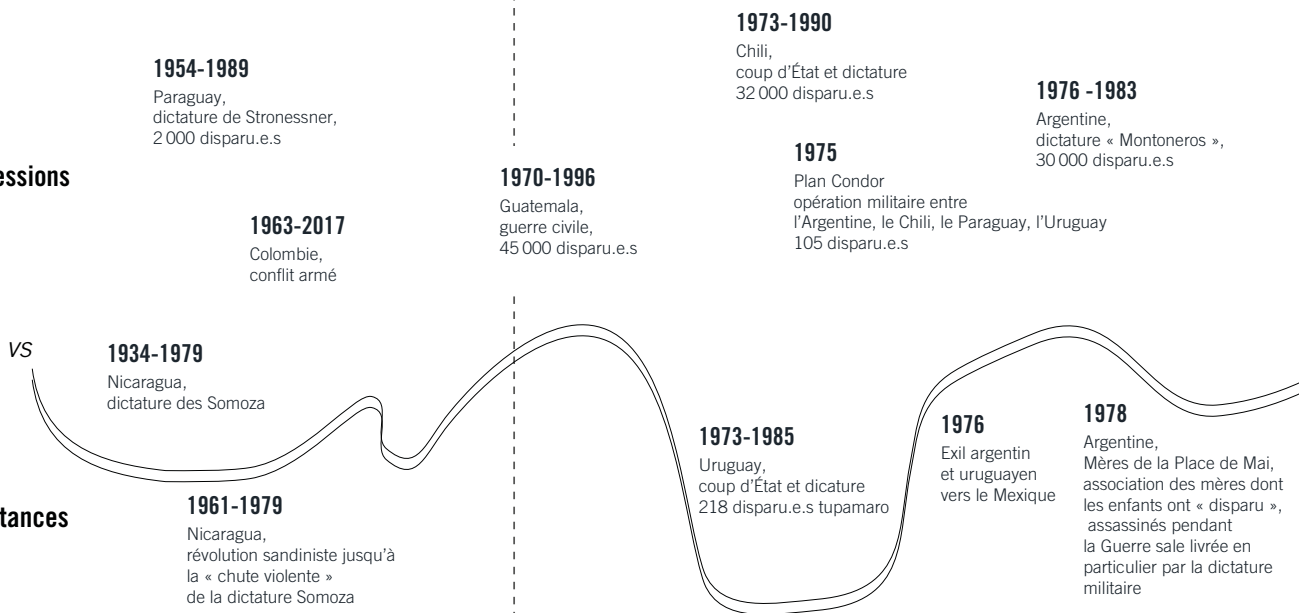 1973-1990
Chili,
coup d'État et dictature
32 000 disparu.e.s
1954-1989
Paraguay,
dictature de Stronessner,
2 000 disparu.e.s
1976 -1983
Argentine,
dictature « Montoneros »,
30 000 disparu.e.s
1975
Plan Condor
opération militaire entre
l'Argentine, le Chili, le Paraguay, l'Uruguay
105 disparu.e.s
essions
1970-1996
Guatemala,
guerre civile,
45 000 disparu.e.s
1963-2017
Colombie,
conflit armé
VS
1934-1979
Nicaragua,
dictature des Somoza
1973-1985
Uruguay,
coup d'État et dicature
218 disparu.e.s tupamaro
1976
Exil argentin
et uruguayen
vers le Mexique
1978
Argentine,
Mères de la Place de Mai,
association des mères dont
les enfants ont « disparu »,
assassinés pendant
la Guerre sale livrée en
particulier par la dictature
militaire
tances
1961-1979
Nicaragua,
révolution sandiniste jusqu'à
la « chute violente »
de la dictature Somoza